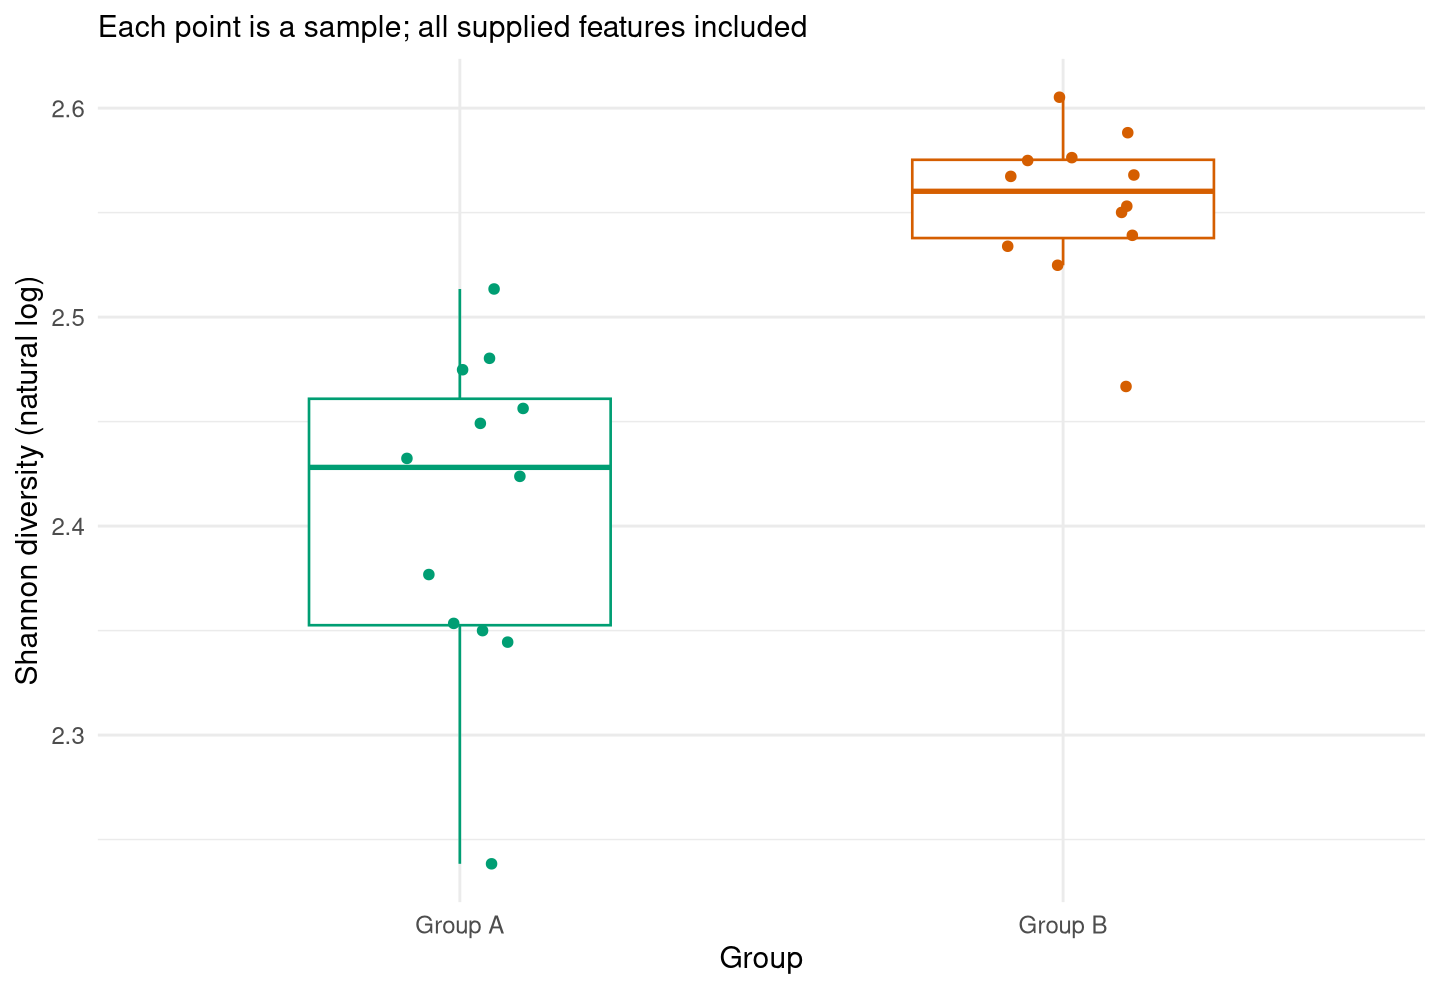 Each point is a sample; all supplied features included
2.6
2.5
2.4
2.3
Shannon diversity (natural log)
Group A
Group B
Group